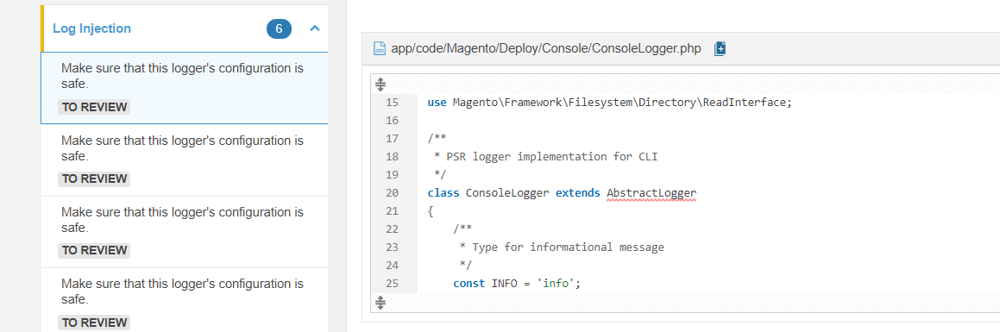 Log Injection 6
Make sure that this logger's configuration is
safe.
TO REVIEW
Make sure that this logger's configuration is
safe.
TO REVIEW
Make sure that this logger's configuration is
safe.
TO REVIEW
Make sure that this logger's configuration is
safe.
TO REVIEW
app/code/Magento/Deploy/Console/ConsoleLogger.php
15 use Magento\Framework\Filesystem\Directory\ReadInterface;
16
17 /**
18  * PSR logger implementation for CLI
19  */
20 class ConsoleLogger extends AbstractLogger
21 {
22     /**
23      * Type for informational message
24      */
25     const INFO = 'info';